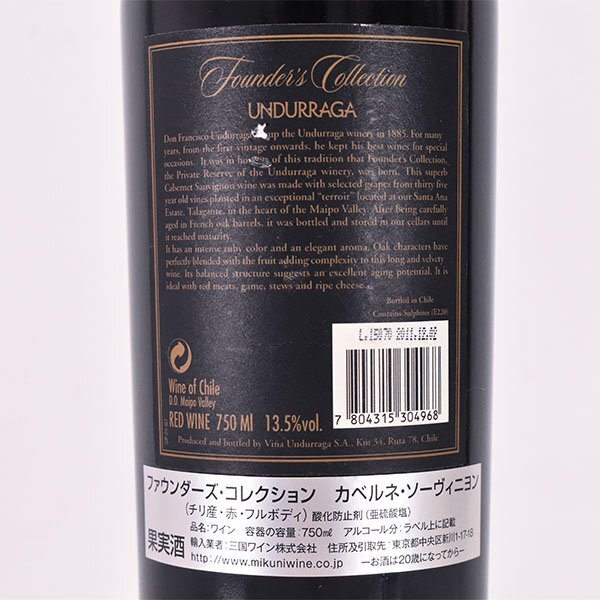 Founder's Collection
UNDURRAGA
Don Francisco Undurraga up the Undurraga winery in 1885. For many
years, from the first vintage onwards, he kept his best wines for special
occasions. It was in honour of this tradition that Founder's Collection,
the Private Reserve of the Undurraga winery, was born. This superb
Cabernet Sauvignon wine was made with selected grapes from thirty five
year old vines planted in an exceptional "terroir" located at our Santa Ana
Estate, Talagante, in the heart of the Maipo Valley. After being carefully
aged in French oak barrels, it was bottled and stored in our cellars until
it reached maturity.
It has an intense ruby color and an elegant aroma. Oak characters have
perfectly blended with the fruit adding complexity to this long and velvety
wine. Its balanced structure suggests an excellent aging potential. It is
ideal with red meats, game, stews and ripe cheese.
Bottled in Chile
Contains Sulphites (E220)
L.15070 2011.12.02
Wine of Chile
D.O. Maipo Valley
RED WINE 750 Ml 13.5%vol.
7 804315 304968
Produced and bottled by Viña Undurraga S.A., Km 34, Ruta 78, Chile
ファウンダーズ・コレクション カベルネ・ソーヴィニヨン
(チリ産・赤・フルボディ) 酸化防止剤(亜硫酸塩)
品名:ワイン 容器の容量:750mℓ アルコール分:ラベル上に記載
果実酒 輸入業者:三国ワイン株式会社 住所及引取先:東京都中央区新川1-17-18
http://www.mikuniwine.co.jp ーお酒は20歳になってからー